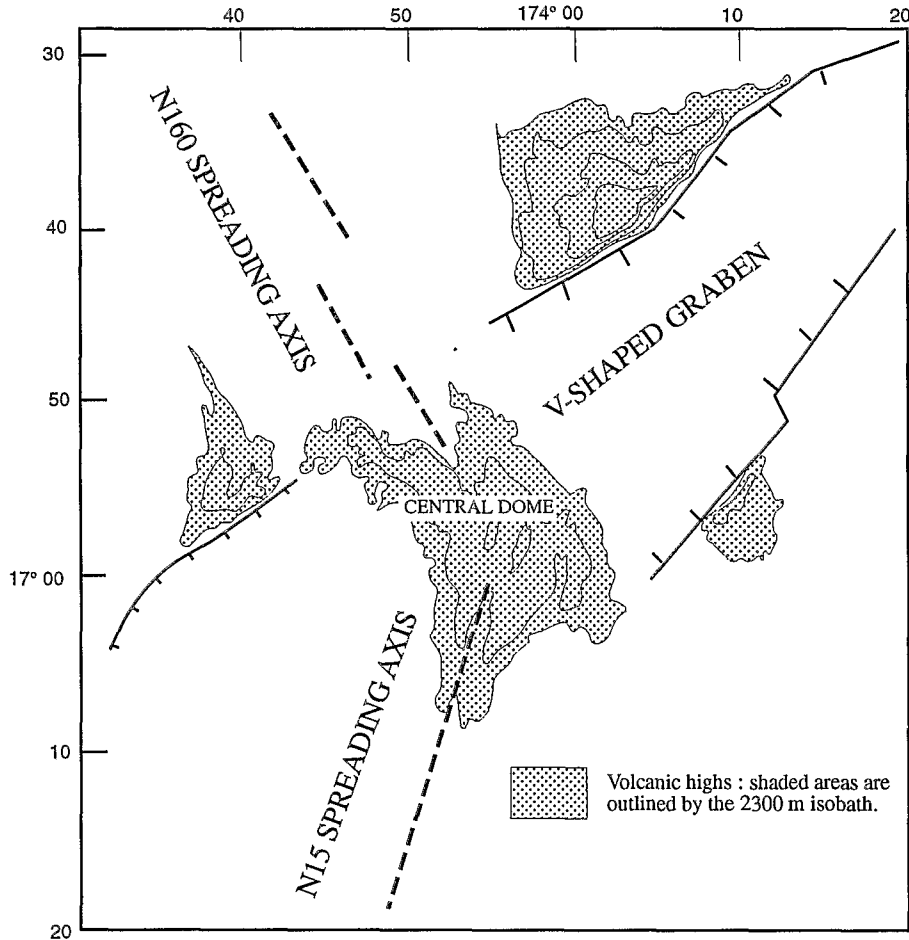 40 50 174° 00 10 20
30
40
50
17° 00
10
20
N160 SPREADING AXIS
V-SHAPED GRABEN
CENTRAL DOME
N15 SPREADING AXIS
Volcanic highs : shaded areas are
outlined by the 2300 m isobath.